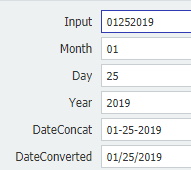 Input 01252019
Month 01
Day 25
Year 2019
DateConcat 01-25-2019
DateConverted 01/25/2019